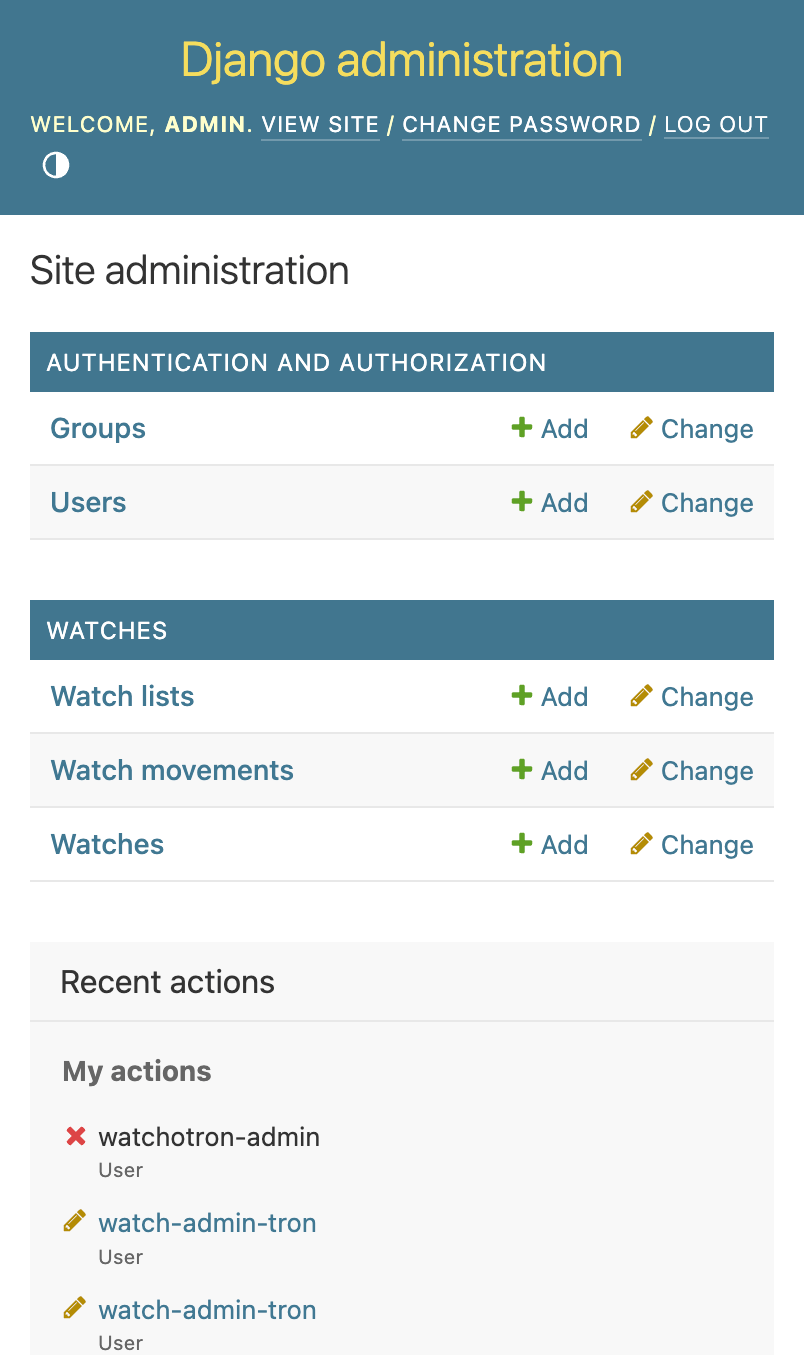 Django administration
WELCOME, ADMIN. VIEW SITE / CHANGE PASSWORD / LOG OUT
Site administration
AUTHENTICATION AND AUTHORIZATION
Groups Add Change
Users Add Change
WATCHES
Watch lists Add Change
Watch movements Add Change
Watches Add Change
Recent actions
My actions
watchotron-admin
User
watch-admin-tron
User
watch-admin-tron
User